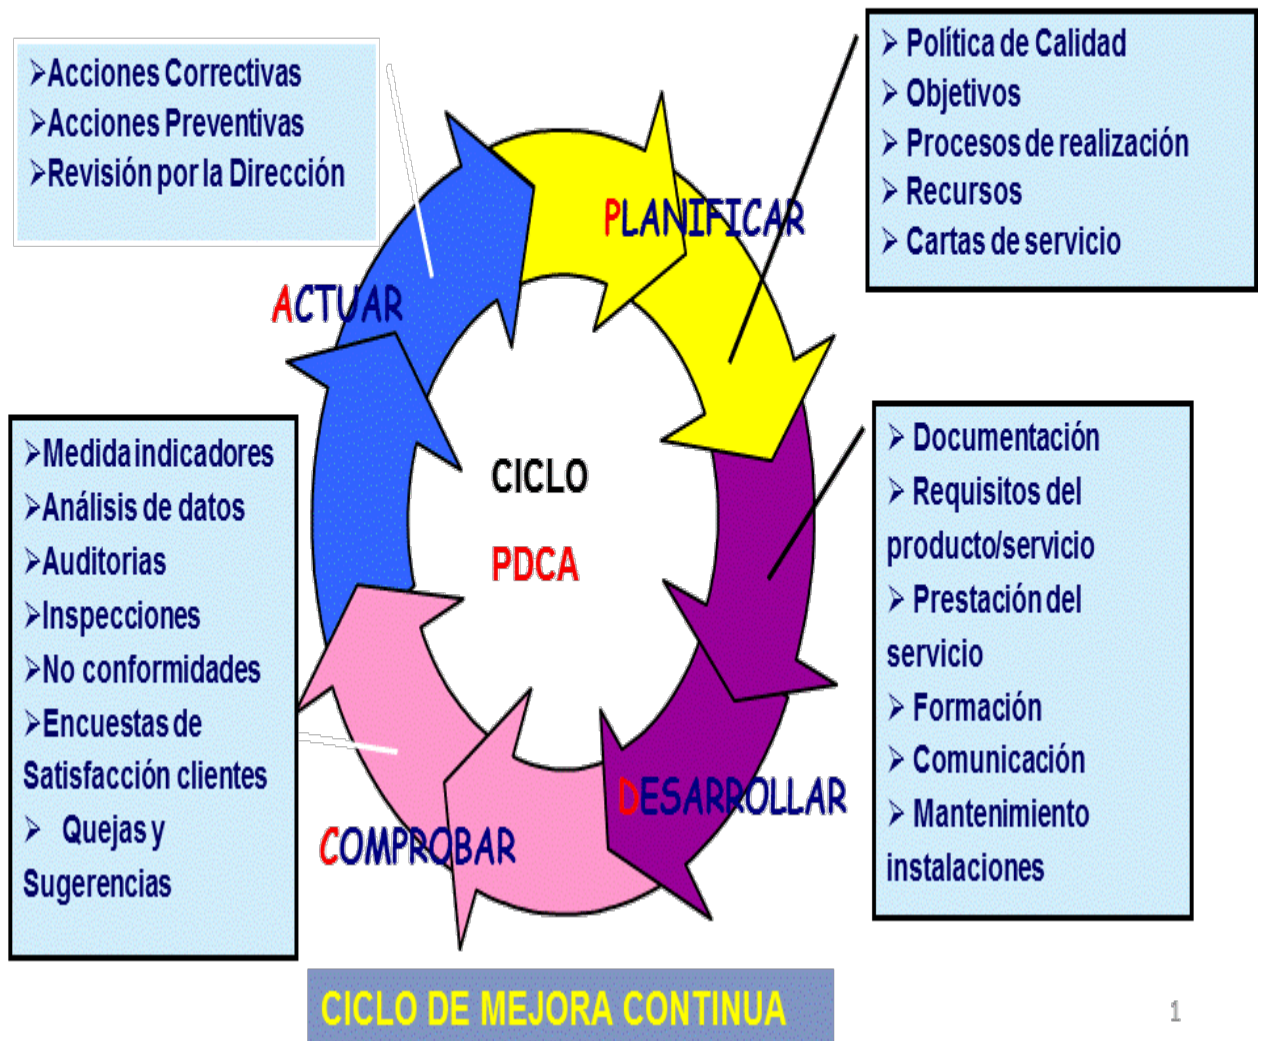 ➢Acciones Correctivas
➢Acciones Preventivas
➢Revisión por la Dirección
➢ Política de Calidad
➢ Objetivos
➢ Procesos de realización
➢ Recursos
➢ Cartas de servicio
PLANIFICAR
ACTUAR
CICLO
PDCA
➢Medida indicadores
➢Análisis de datos
➢Auditorias
➢Inspecciones
➢No conformidades
➢Encuestas de
Satisfacción clientes
➢ Quejas y
Sugerencias
➢ Documentación
➢ Requisitos del
producto/servicio
➢ Prestación del
servicio
➢ Formación
➢ Comunicación
➢ Mantenimiento
instalaciones
DESARROLLAR
COMPROBAR
CICLO DE MEJORA CONTINUA
1